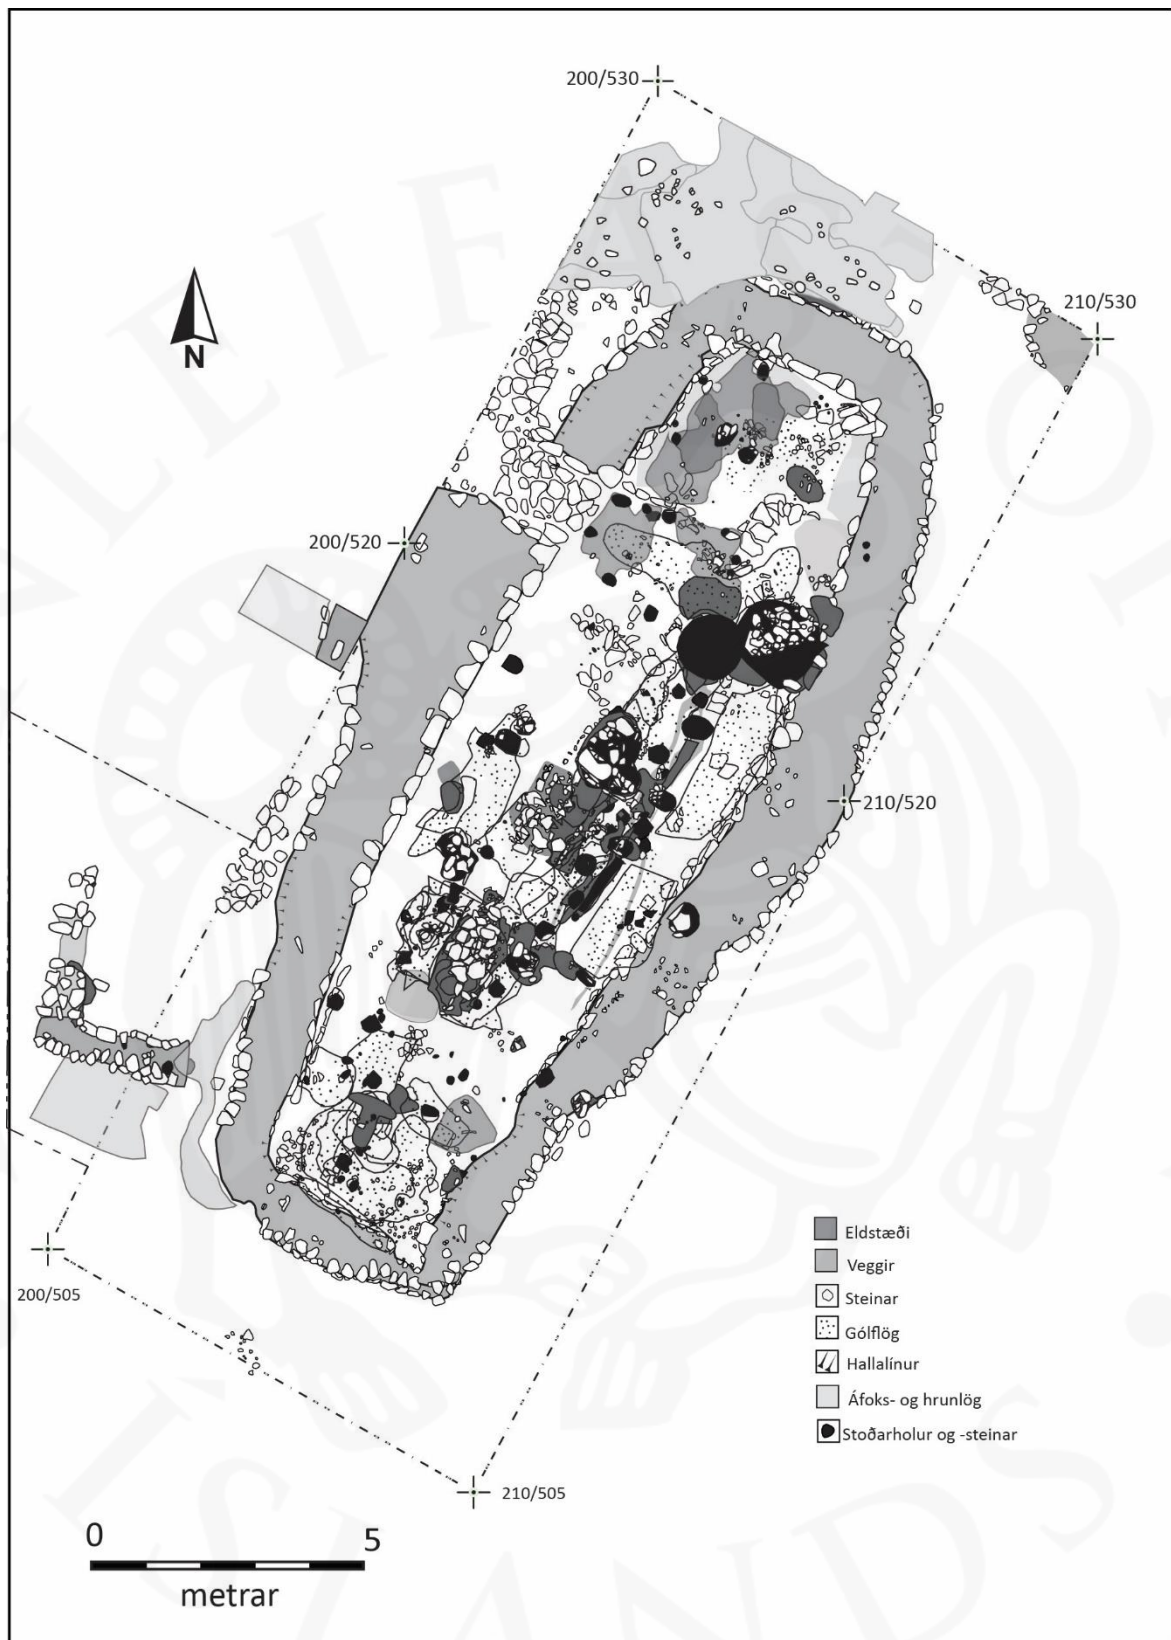 200/530
210/530
N
200/520
210/520
Eldstæði
Veggir
Steinar
Gólflög
Hallalínur
Áfoks- og hrunlög
Stoðarholur og -steinar
200/505
210/505
0 5
metrar